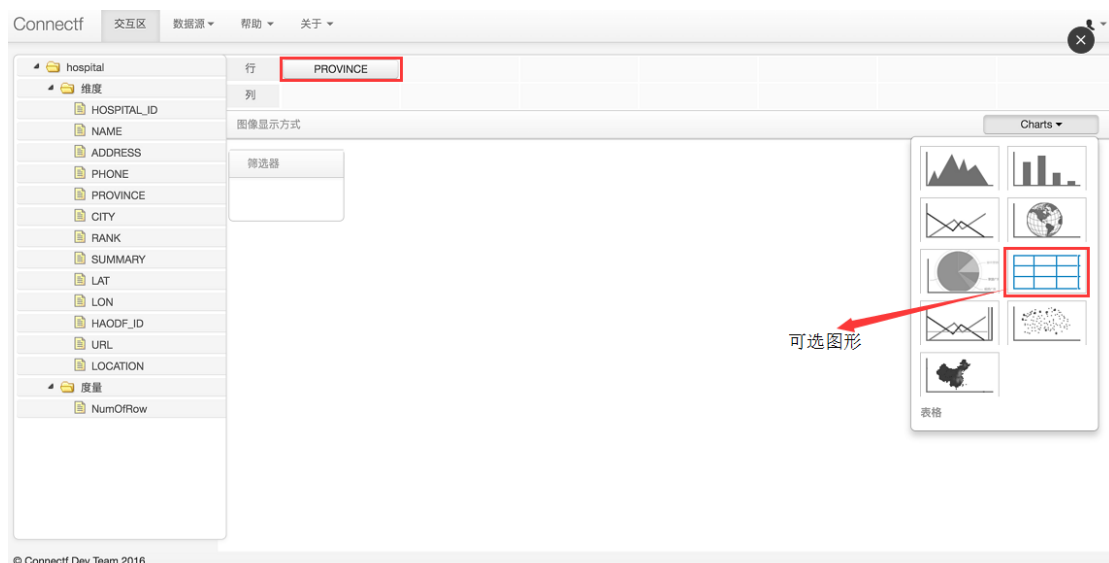 Connectf 交互区 数据源 帮助 关于
hospital
维度
HOSPITAL_ID
NAME
ADDRESS
PHONE
PROVINCE
CITY
RANK
SUMMARY
LAT
LON
HAODF_ID
URL
LOCATION
度量
NumOfRow
行 PROVINCE
列
图像显示方式 Charts
筛选器
可选图形
表格
© Connectf Dev Team 2016